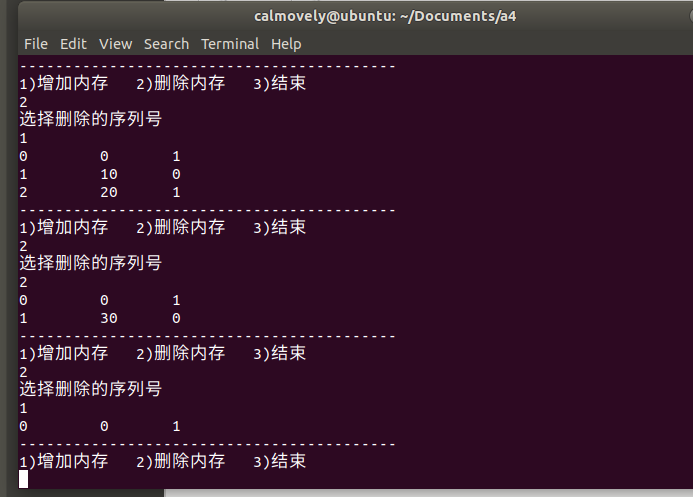 calmovely@ubuntu: ~/Documents/a4
File Edit View Search Terminal Help
------------------------------------------
1)增加内存 2)删除内存 3)结束
2
选择删除的序列号
1
0 0 1
1 10 0
2 20 1
------------------------------------------
1)增加内存 2)删除内存 3)结束
2
选择删除的序列号
2
0 0 1
1 30 0
------------------------------------------
1)增加内存 2)删除内存 3)结束
2
选择删除的序列号
1
0 0 1
------------------------------------------
1)增加内存 2)删除内存 3)结束